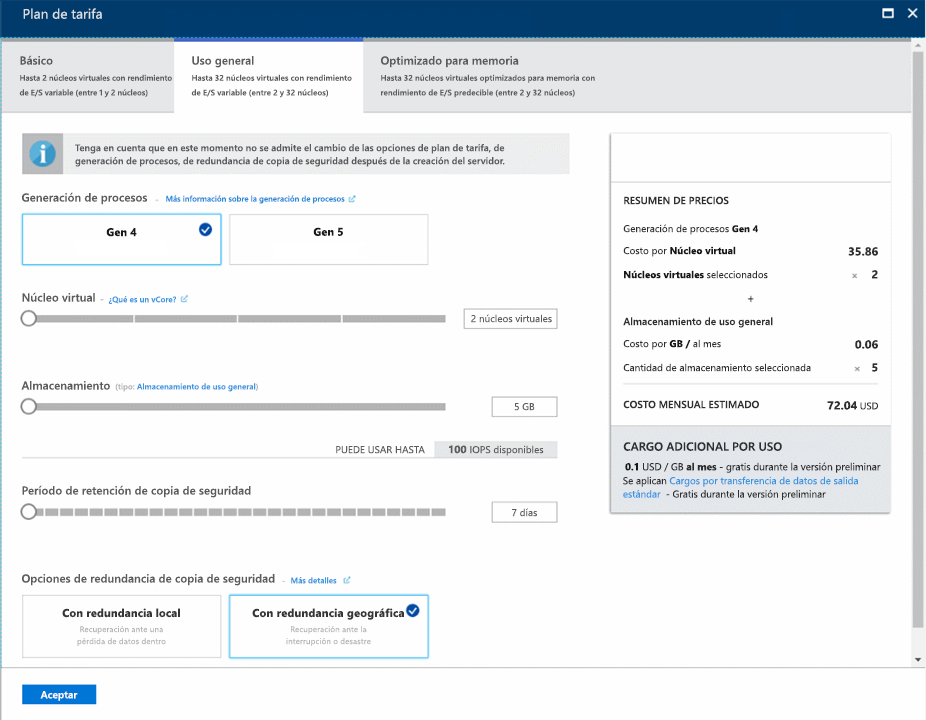 Plan de tarifa
Básico
Hasta 2 núcleos virtuales con rendimiento
de E/S variable (entre 1 y 2 núcleos)
Uso general
Hasta 32 núcleos virtuales con rendimiento
de E/S variable (entre 2 y 32 núcleos)
Optimizado para memoria
Hasta 32 núcleos virtuales optimizados para memoria con
rendimiento de E/S predecible (entre 2 y 32 núcleos)
Tenga en cuenta que en este momento no se admite el cambio de las opciones de plan de tarifa, de
generación de procesos, de redundancia de copia de seguridad después de la creación del servidor.
Generación de procesos - Más información sobre la generación de procesos
Gen 4
Gen 5
Núcleo virtual - ¿Qué es un vCore?
2 núcleos virtuales
Almacenamiento (tipo: Almacenamiento de uso general)
5 GB
PUEDE USAR HASTA 100 IOPS disponibles
Período de retención de copia de seguridad
7 días
Opciones de redundancia de copia de seguridad - Más detalles
Con redundancia local
Recuperación ante una
pérdida de datos dentro
Con redundancia geográfica
Recuperación ante la
interrupción o desastre
Aceptar
RESUMEN DE PRECIOS
Generación de procesos Gen 4
Costo por Núcleo virtual 35.86
Núcleos virtuales seleccionados × 2
+
Almacenamiento de uso general
Costo por GB / al mes 0.06
Cantidad de almacenamiento seleccionada × 5
COSTO MENSUAL ESTIMADO 72.04 USD
CARGO ADICIONAL POR USO
0.1 USD / GB al mes - gratis durante la versión preliminar
Se aplican Cargos por transferencia de datos de salida
estándar - Gratis durante la versión preliminar